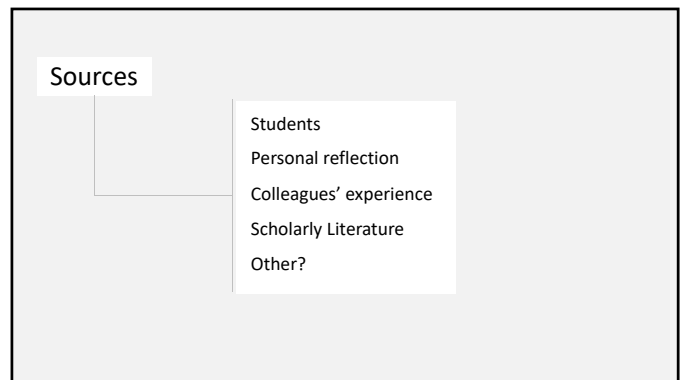 Sources
Students
Personal reflection
Colleagues’ experience
Scholarly Literature
Other?